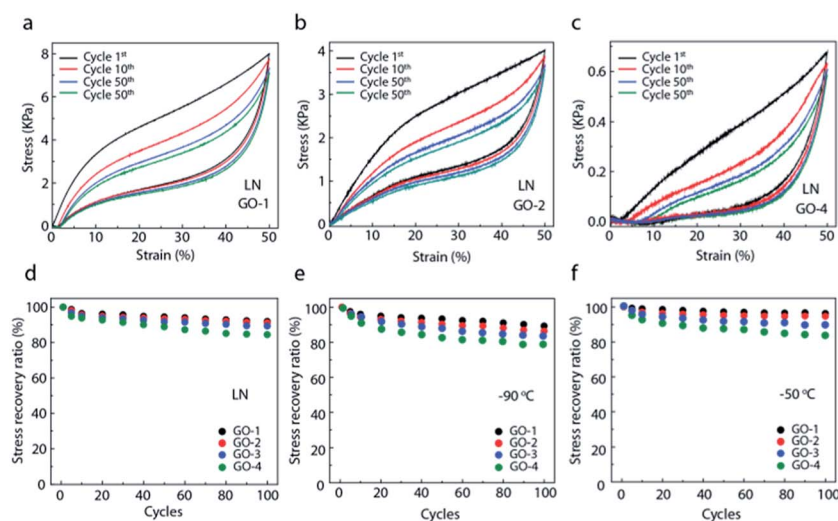 a
8
6
4
2
0
0 10 20 30 40 50
Stress (KPa)
Strain (%)
Cycle 1st
Cycle 10th
Cycle 50th
Cycle 50th
LN
GO-1
b
4
3
2
1
0
0 10 20 30 40 50
Stress (KPa)
Strain (%)
Cycle 1st
Cycle 10th
Cycle 50th
Cycle 50th
LN
GO-2
c
0.6
0.4
0.2
0.0
0 10 20 30 40 50
Stress (KPa)
Strain (%)
Cycle 1st
Cycle 10th
Cycle 50th
Cycle 50th
LN
GO-4
d
100
80
60
40
20
0
0 20 40 60 80 100
Stress recovery ratio (%)
Cycles
LN
GO-1
GO-2
GO-3
GO-4
e
100
80
60
40
20
0
0 20 40 60 80 100
Stress recovery ratio (%)
Cycles
-90 °C
GO-1
GO-2
GO-3
GO-4
f
100
80
60
40
20
0
0 20 40 60 80 100
Stress recovery ratio (%)
Cycles
-50 °C
GO-1
GO-2
GO-3
GO-4